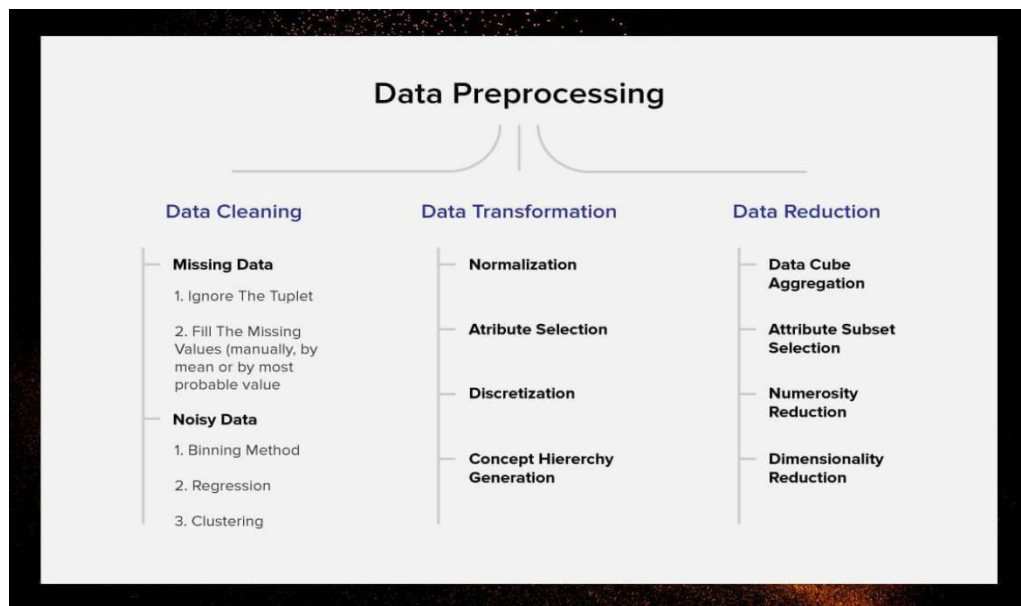 Data Preprocessing
Data Cleaning
Missing Data
1. Ignore The Tuplet
2. Fill The Missing
Values (manually, by
mean or by most
probable value
Noisy Data
1. Binning Method
2. Regression
3. Clustering
Data Transformation
Normalization
Atribute Selection
Discretization
Concept Hiererchy
Generation
Data Reduction
Data Cube
Aggregation
Attribute Subset
Selection
Numerosity
Reduction
Dimensionality
Reduction